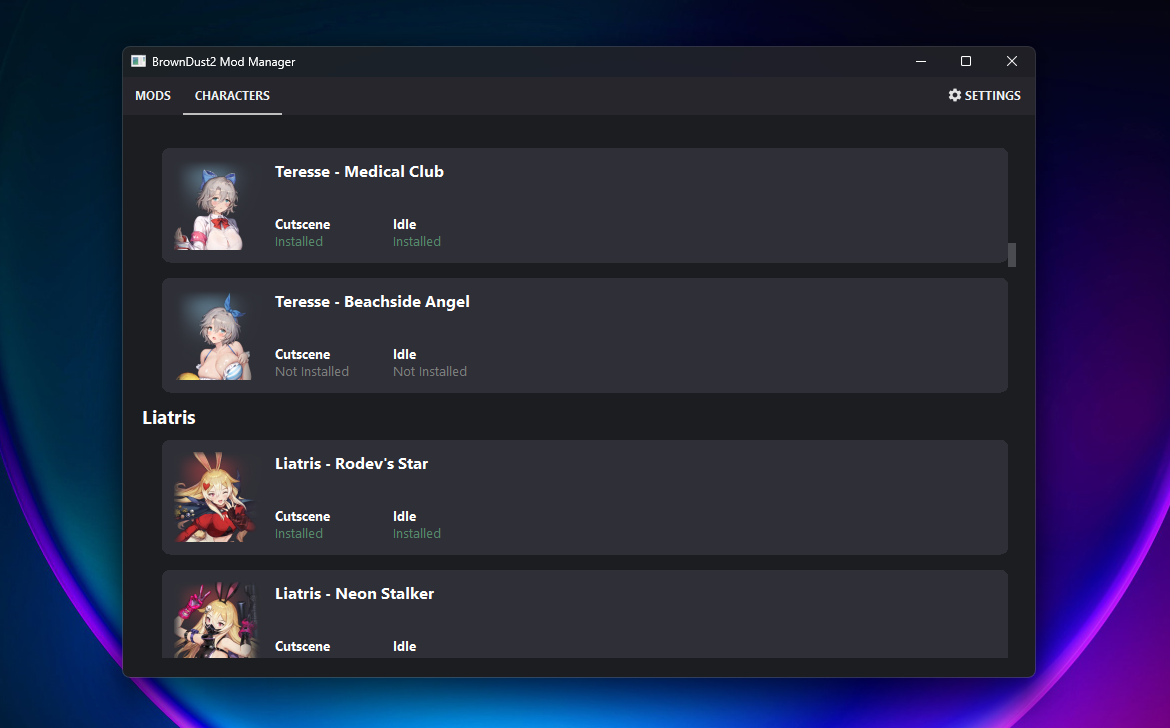 BrownDust2 Mod Manager
MODS CHARACTERS SETTINGS
Teresse - Medical Club
Cutscene Idle
Installed Installed
Teresse - Beachside Angel
Cutscene Idle
Not Installed Not Installed
Liatris
Liatris - Rodev's Star
Cutscene Idle
Installed Installed
Liatris - Neon Stalker
Cutscene Idle